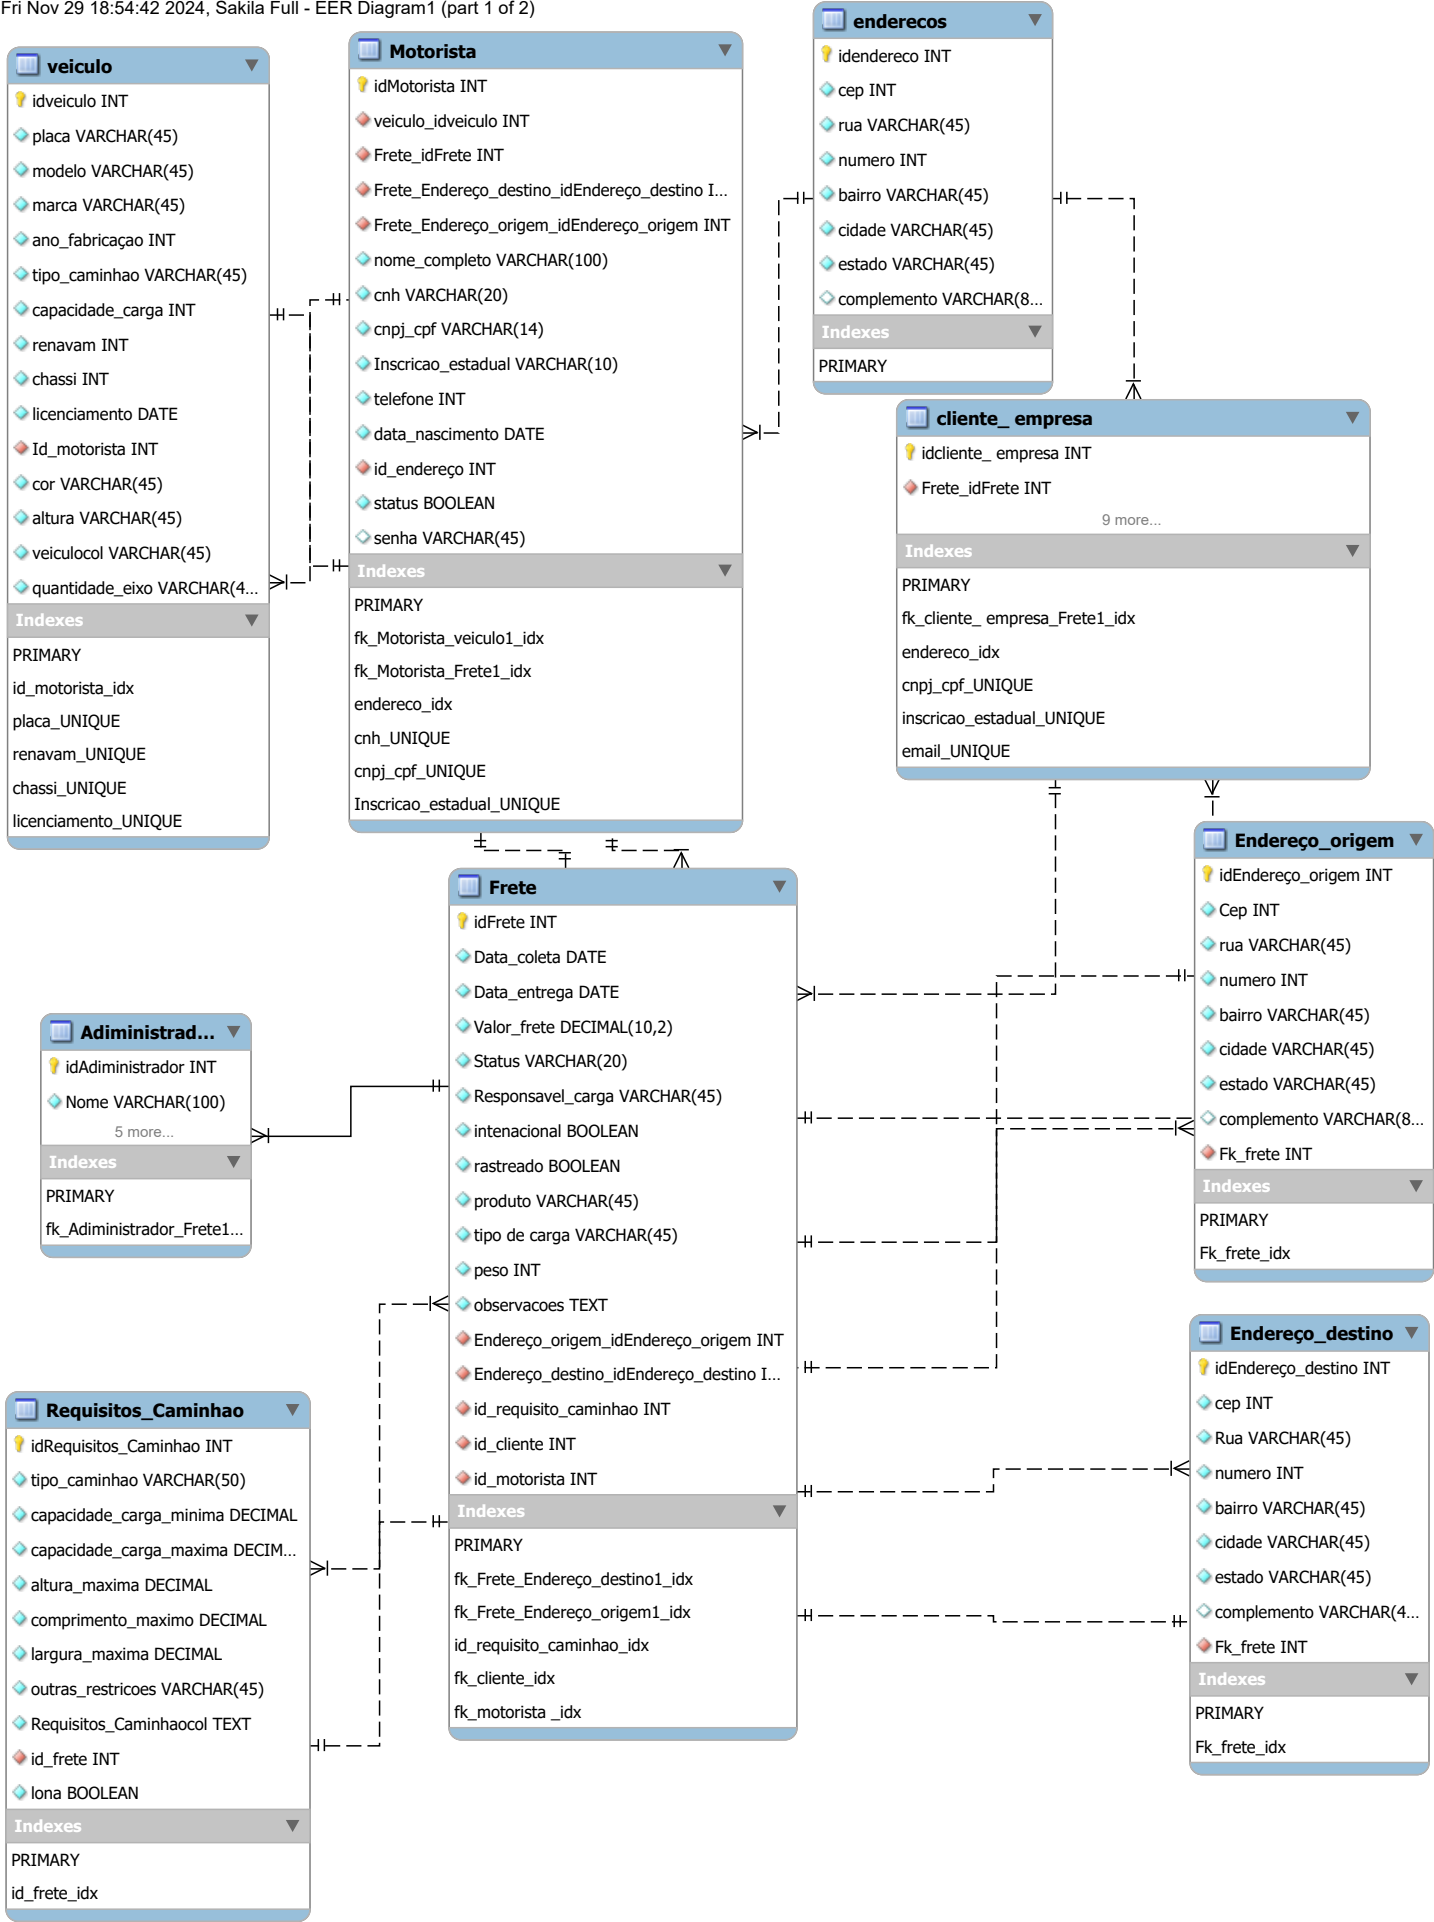 Fri Nov 29 18:54:42 2024, Sakila Full - EER Diagram1 (part 1 of 2)
veiculo
idveiculo INT
placa VARCHAR(45)
modelo VARCHAR(45)
marca VARCHAR(45)
ano_fabricaçao INT
tipo_caminhao VARCHAR(45)
capacidade_carga INT
renavam INT
chassi INT
licenciamento DATE
Id_motorista INT
cor VARCHAR(45)
altura VARCHAR(45)
veiculocol VARCHAR(45)
quantidade_eixo VARCHAR(4...
Indexes
PRIMARY
id_motorista_idx
placa_UNIQUE
renavam_UNIQUE
chassi_UNIQUE
licenciamento_UNIQUE
Motorista
idMotorista INT
veiculo_idveiculo INT
Frete_idFrete INT
Frete_Endereço_destino_idEndereço_destino I...
Frete_Endereço_origem_idEndereço_origem INT
nome_completo VARCHAR(100)
cnh VARCHAR(20)
cnpj_cpf VARCHAR(14)
Inscricao_estadual VARCHAR(10)
telefone INT
data_nascimento DATE
id_endereço INT
status BOOLEAN
senha VARCHAR(45)
Indexes
PRIMARY
fk_Motorista_veiculo1_idx
fk_Motorista_Frete1_idx
endereco_idx
cnh_UNIQUE
cnpj_cpf_UNIQUE
Inscricao_estadual_UNIQUE
enderecos
idendereco INT
cep INT
rua VARCHAR(45)
numero INT
bairro VARCHAR(45)
cidade VARCHAR(45)
estado VARCHAR(45)
complemento VARCHAR(8...
Indexes
PRIMARY
cliente_ empresa
idcliente_ empresa INT
Frete_idFrete INT
9 more...
Indexes
PRIMARY
fk_cliente_ empresa_Frete1_idx
endereco_idx
cnpj_cpf_UNIQUE
inscricao_estadual_UNIQUE
email_UNIQUE
Frete
idFrete INT
Data_coleta DATE
Data_entrega DATE
Valor_frete DECIMAL(10,2)
Status VARCHAR(20)
Responsavel_carga VARCHAR(45)
intenacional BOOLEAN
rastreado BOOLEAN
produto VARCHAR(45)
tipo de carga VARCHAR(45)
peso INT
observacoes TEXT
Endereço_origem_idEndereço_origem INT
Endereço_destino_idEndereço_destino I...
id_requisito_caminhao INT
id_cliente INT
id_motorista INT
Indexes
PRIMARY
fk_Frete_Endereço_destino1_idx
fk_Frete_Endereço_origem1_idx
id_requisito_caminhao_idx
fk_cliente_idx
fk_motorista _idx
Endereço_origem
idEndereço_origem INT
Cep INT
rua VARCHAR(45)
numero INT
bairro VARCHAR(45)
cidade VARCHAR(45)
estado VARCHAR(45)
complemento VARCHAR(8...
Fk_frete INT
Indexes
PRIMARY
Fk_frete_idx
Adiministrad...
idAdiministrador INT
Nome VARCHAR(100)
5 more...
Indexes
PRIMARY
fk_Adiministrador_Frete1...
Endereço_destino
idEndereço_destino INT
cep INT
Rua VARCHAR(45)
numero INT
bairro VARCHAR(45)
cidade VARCHAR(45)
estado VARCHAR(45)
complemento VARCHAR(4...
Fk_frete INT
Indexes
PRIMARY
Fk_frete_idx
Requisitos_Caminhao
idRequisitos_Caminhao INT
tipo_caminhao VARCHAR(50)
capacidade_carga_minima DECIMAL
capacidade_carga_maxima DECIM...
altura_maxima DECIMAL
comprimento_maximo DECIMAL
largura_maxima DECIMAL
outras_restricoes VARCHAR(45)
Requisitos_Caminhaocol TEXT
id_frete INT
lona BOOLEAN
Indexes
PRIMARY
id_frete_idx